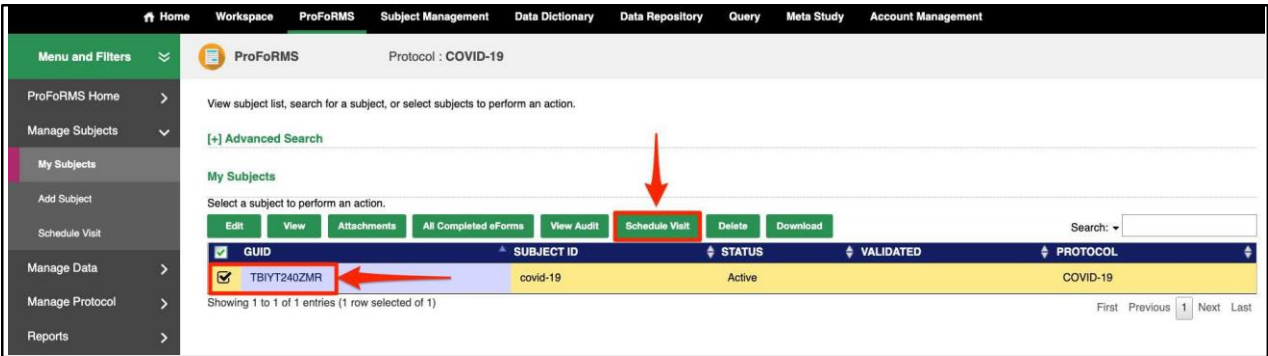 Home Workspace ProFoRMS Subject Management Data Dictionary Data Repository Query Meta Study Account Management
Menu and Filters
ProFoRMS Protocol : COVID-19
ProFoRMS Home
View subject list, search for a subject, or select subjects to perform an action.
Manage Subjects
[+] Advanced Search
My Subjects
My Subjects
Add Subject
Select a subject to perform an action.
Edit View Attachments All Completed eForms View Audit Schedule Visit Delete Download Search:
Schedule Visit
GUID SUBJECT ID STATUS VALIDATED PROTOCOL
Manage Data
TBIYT240ZMR covid-19 Active COVID-19
Manage Protocol
Showing 1 to 1 of 1 entries (1 row selected of 1) First Previous 1 Next Last
Reports